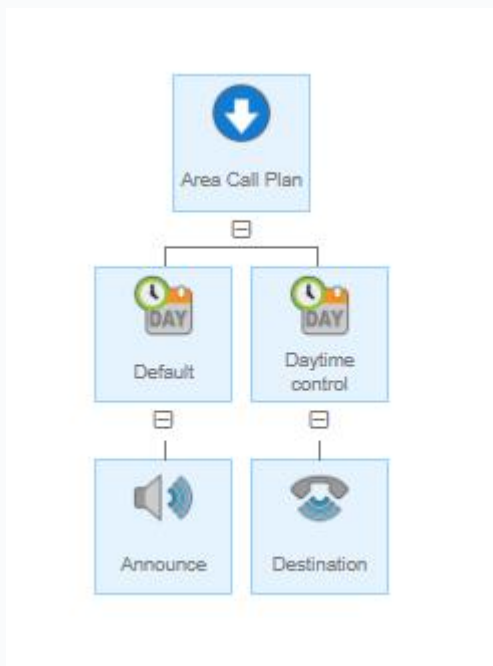 Area Call Plan
DAY
DAY
Default
Daytime
control
Announce
Destination